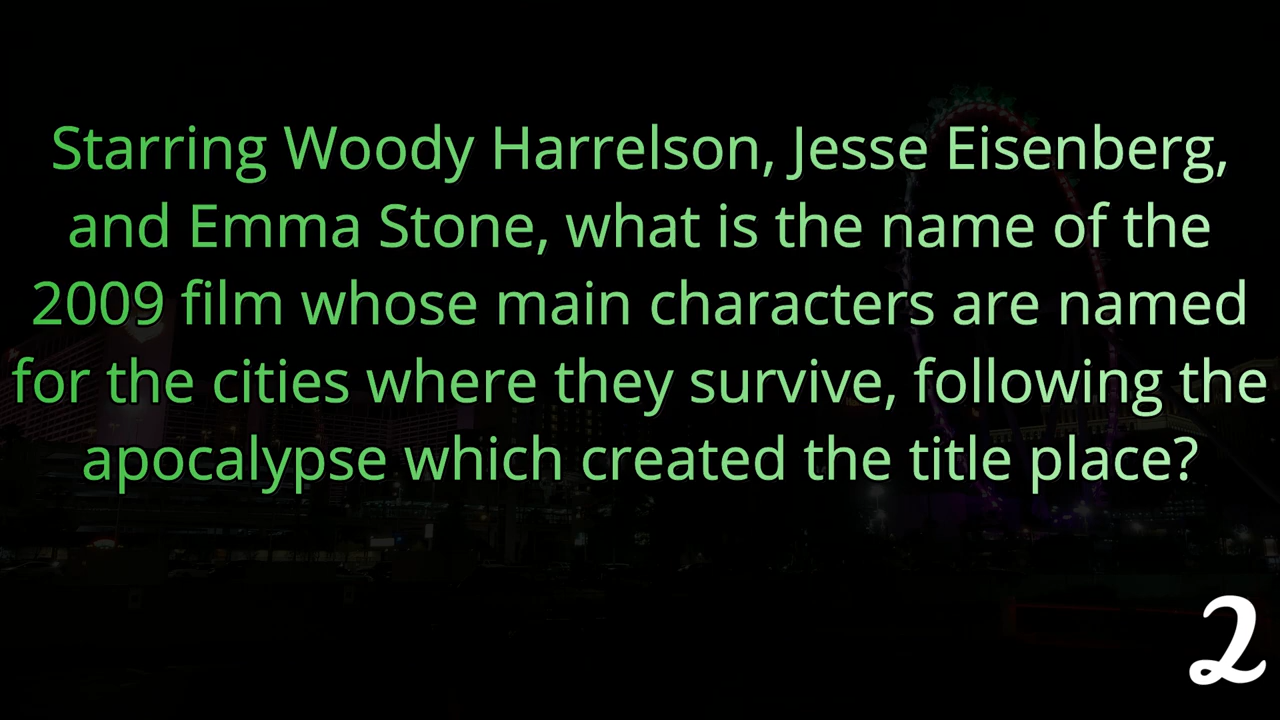 Starring Woody Harrelson, Jesse Eisenberg,
and Emma Stone, what is the name of the
2009 film whose main characters are named
for the cities where they survive, following the
apocalypse which created the title place?
2